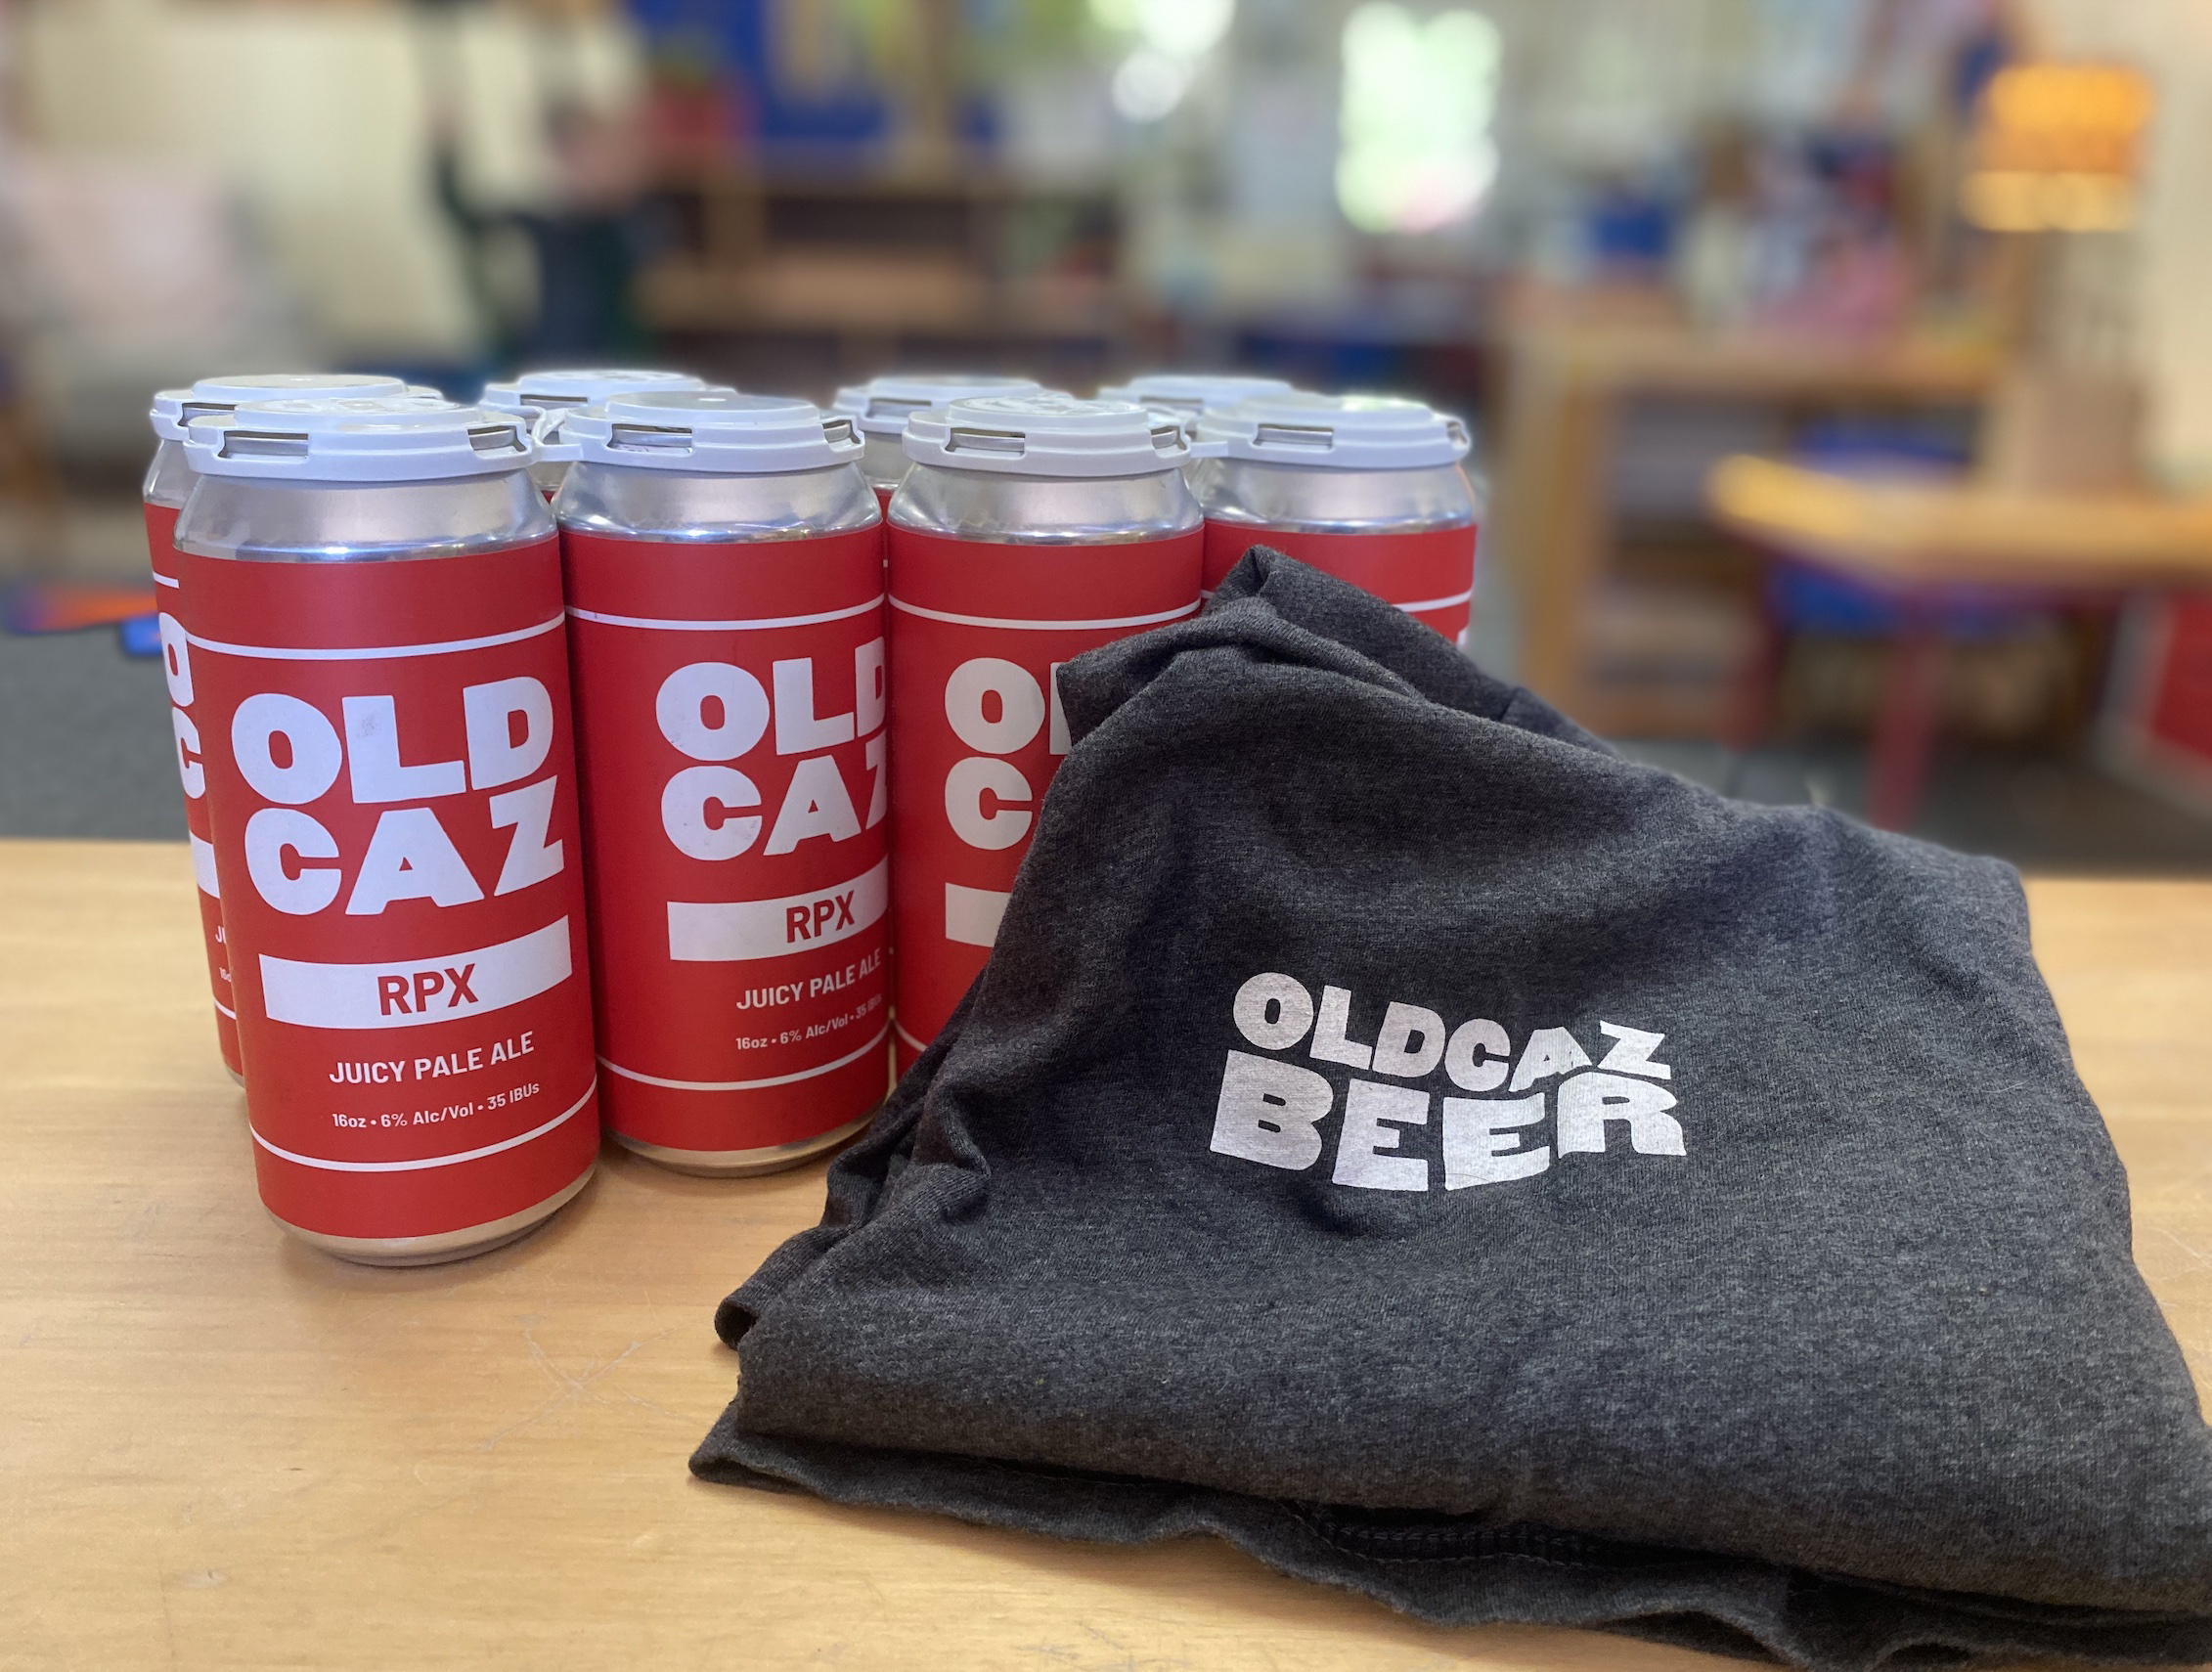 OLD
CAZ
RPX
JUICY PALE ALE
16oz • 6% Alc/Vol • 35 IBUs
OLD
CAZ
RPX
JUICY PALE ALE
16oz • 6% Alc/Vol • 35
OLDCAZ
BEER